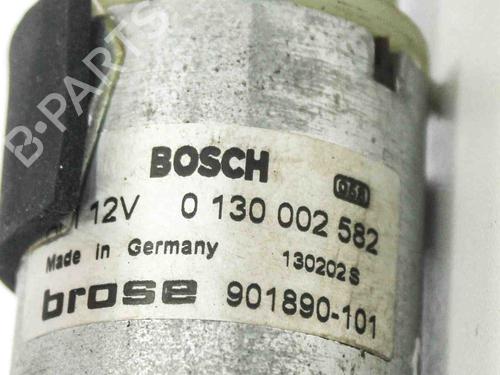 B-PARTS
BOSCH
12V 0 130 002 582
Made in Germany 130202 S
brose 901890-101